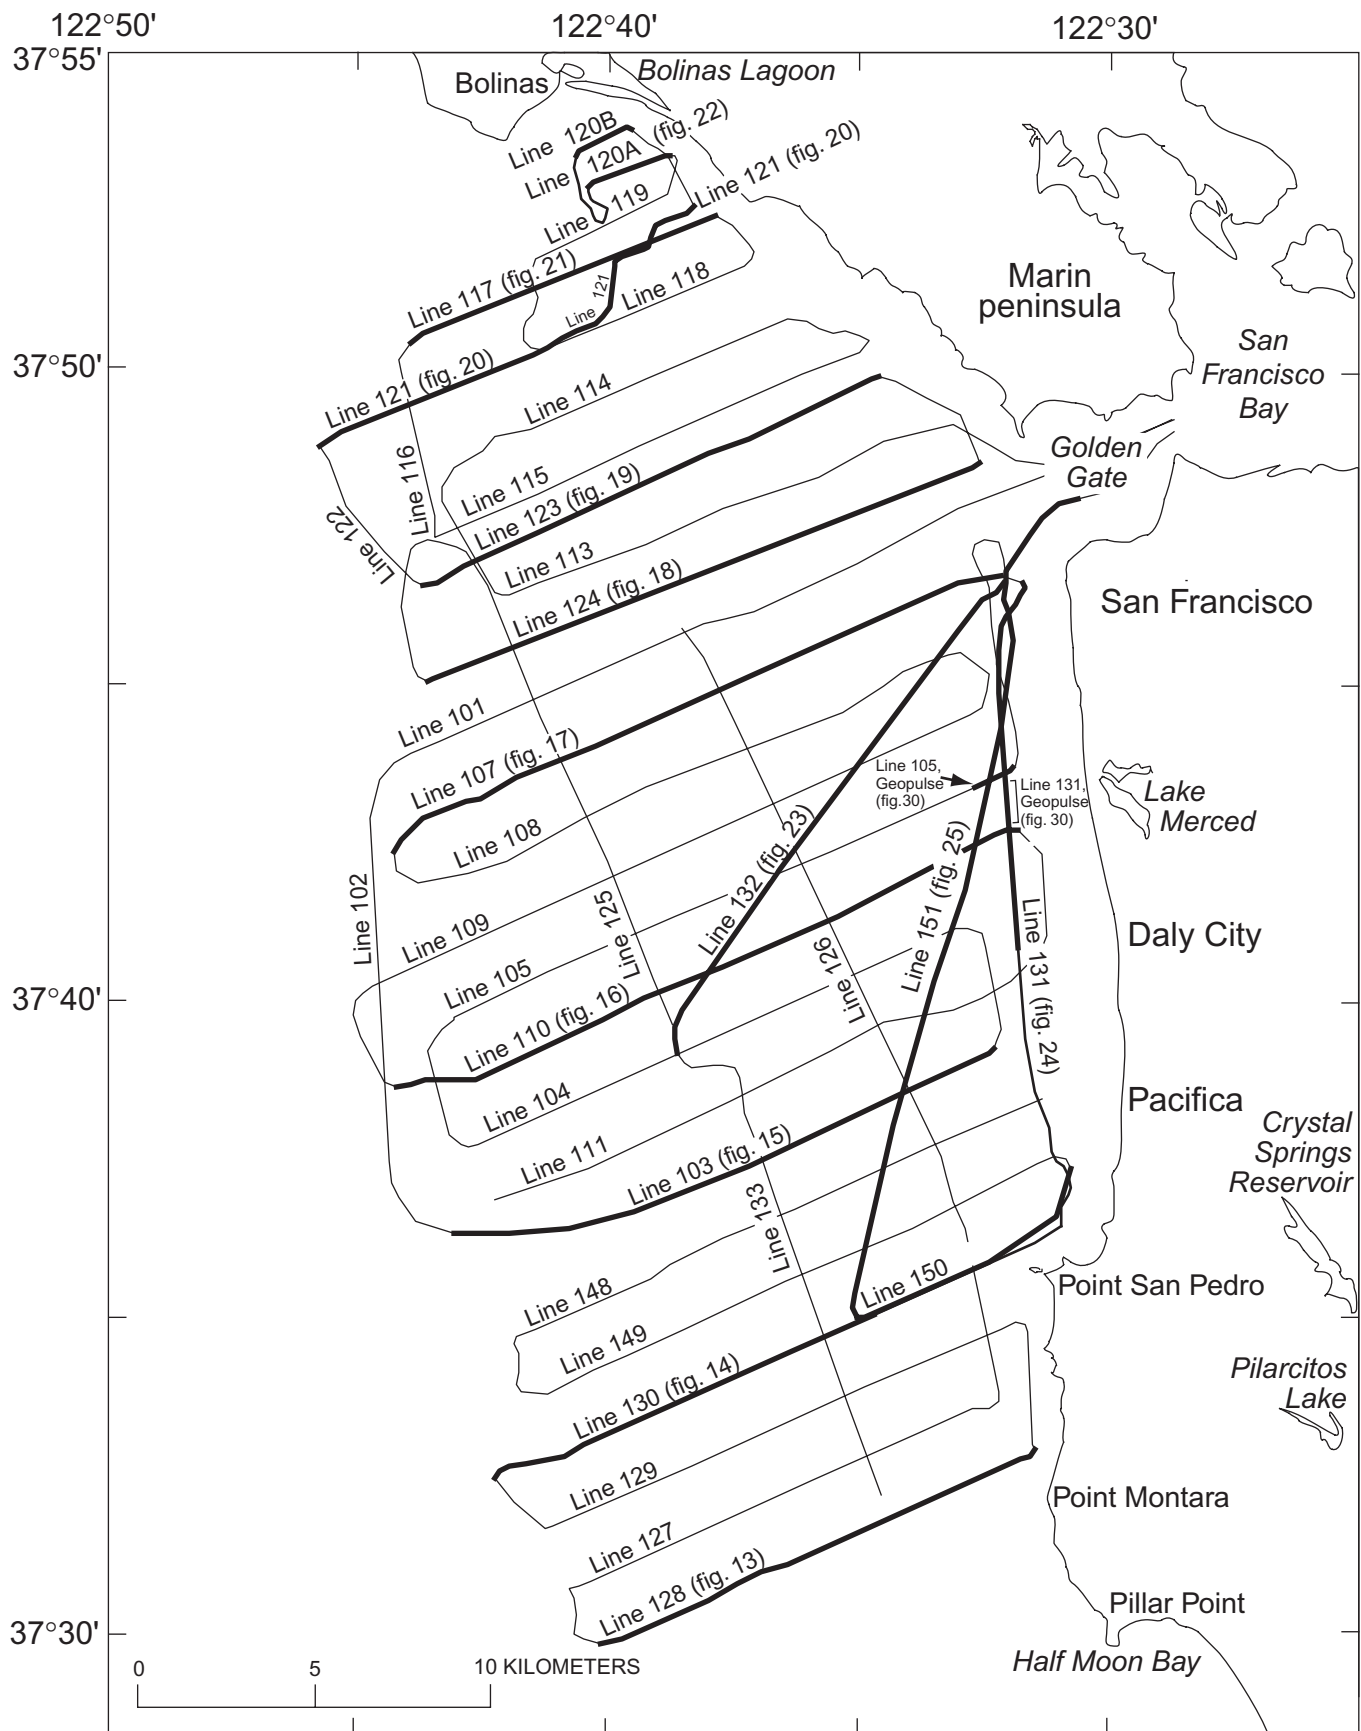 122°50'
122°40'
122°30'
37°55'
Bolinas
Bolinas Lagoon
Line 120B
(fig. 22)
Line 120A
Line 119
Line 121 (fig. 20)
Line 117 (fig. 21)
Line 121
Line 118
Marin
peninsula
San
Francisco
Bay
37°50'
Line 121 (fig. 20)
Line 114
Line 116
Line 115
Line 123 (fig. 19)
Golden
Gate
Line 122
Line 113
Line 124 (fig. 18)
San Francisco
Line 101
Line 107 (fig. 17)
Line 105,
Geopulse
(fig.30)
Line 131,
Geopulse
(fig. 30)
Lake
Merced
Line 108
Line 132 (fig. 23)
Line 151 (fig. 25)
Line 102
Line 109
Line 125
Line 105
Line 126
Line 131 (fig. 24)
Daly City
37°40'
Line 110 (fig. 16)
Line 104
Pacifica
Crystal
Springs
Reservoir
Line 111
Line 103 (fig. 15)
Line 133
Line 148
Line 150
Point San Pedro
Line 149
Pilarcitos
Lake
Line 130 (fig. 14)
Line 129
Point Montara
Line 127
Line 128 (fig. 13)
Pillar Point
37°30'
Half Moon Bay
0 5 10 KILOMETERS